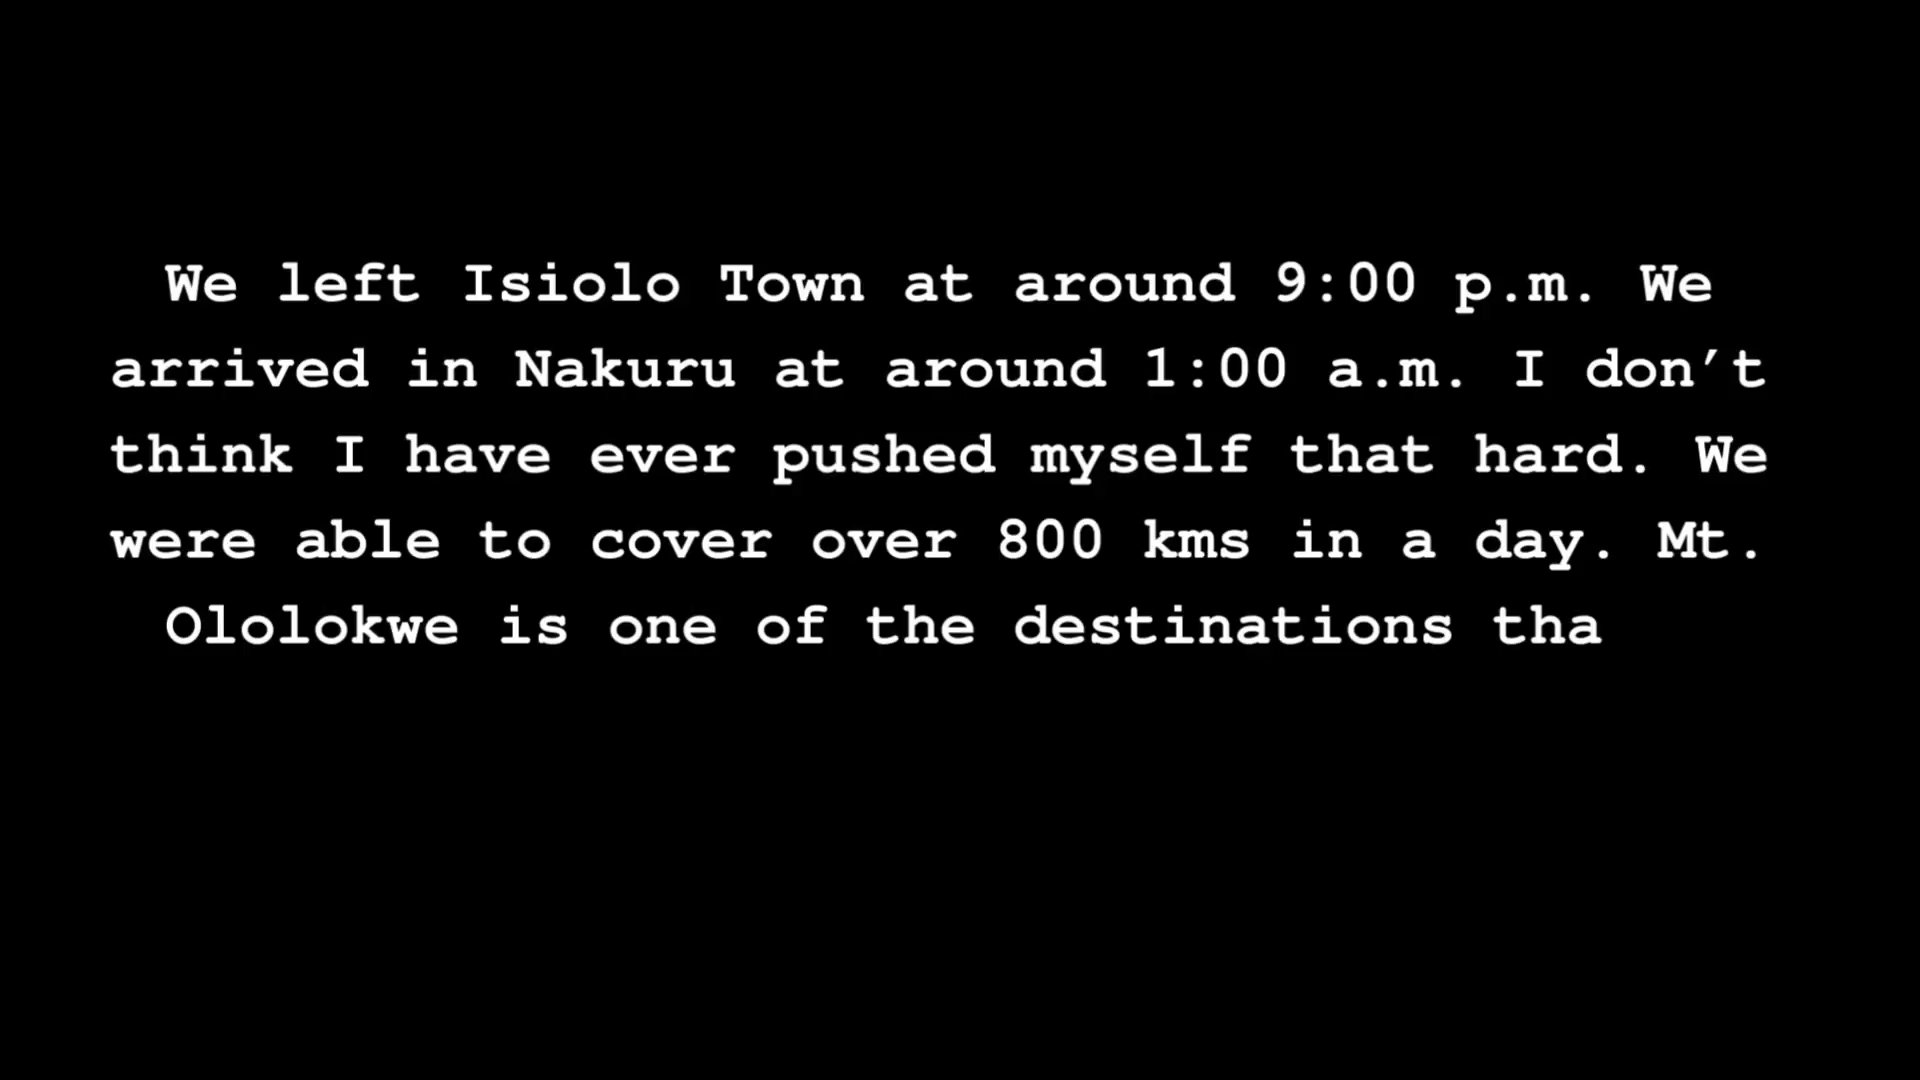 We left Isiolo Town at around 9:00 p.m. We
arrived in Nakuru at around 1:00 a.m. I don’t
think I have ever pushed myself that hard. We
were able to cover over 800 kms in a day. Mt.
Ololokwe is one of the destinations tha